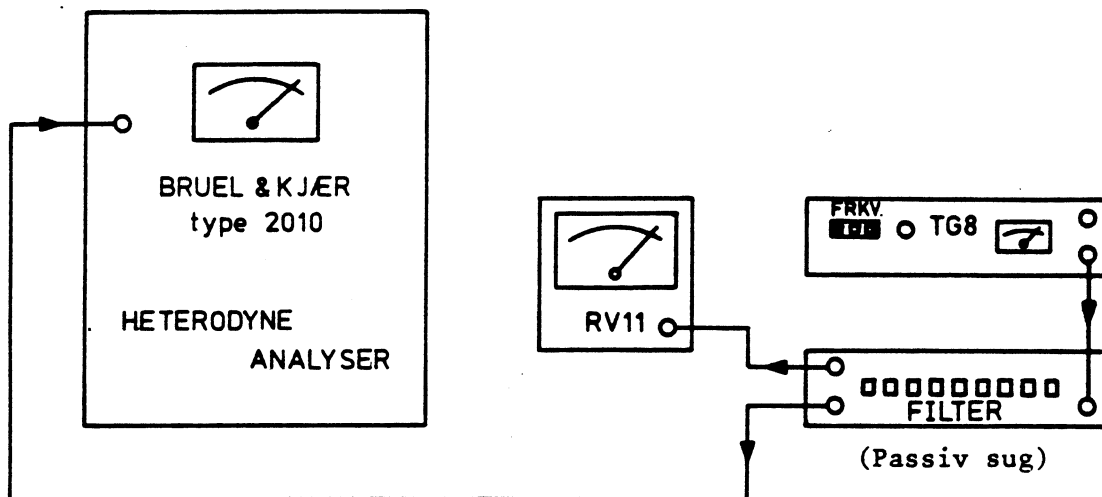 BRUEL & KJÆR
type 2010
HETERODYNE
ANALYSER
RV11
FRKV.
TG8
FILTER
(Passiv sug)